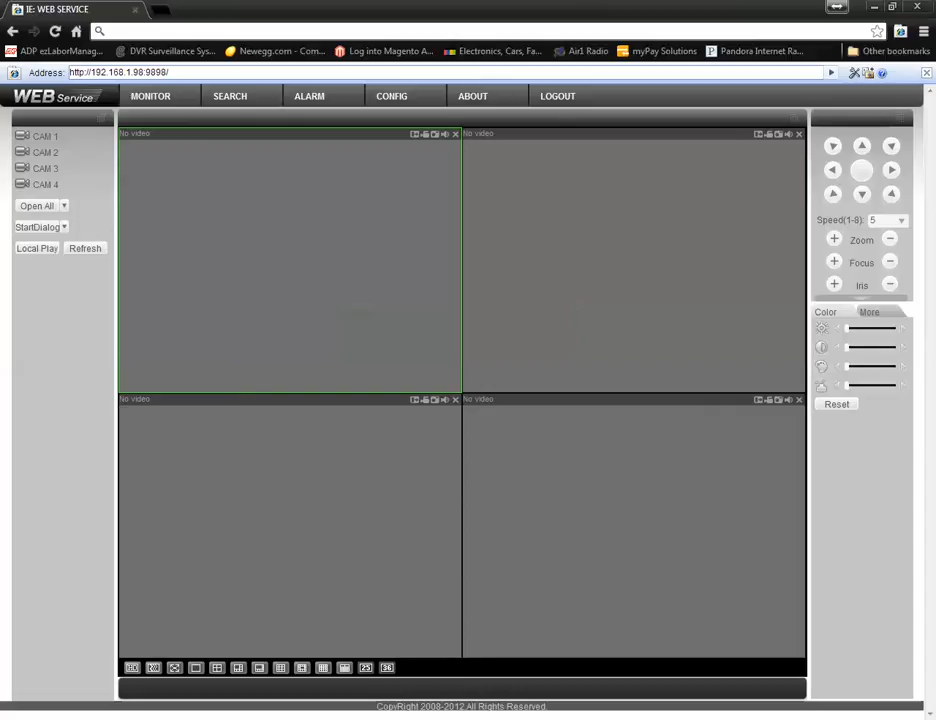 IE: WEB SERVICE
ADP ezLaborManag...
DVR Surveillance Sys...
Newegg.com - Com...
Log into Magento A...
Electronics, Cars, Fa...
Air1 Radio
myPay Solutions
Pandora Internet Ra...
Other bookmarks
Address: http://192.168.1.98:9898/
WEB Service
MONITOR
SEARCH
ALARM
CONFIG
ABOUT
LOGOUT
CAM 1
CAM 2
CAM 3
CAM 4
Open All
StartDialog
Local Play
Refresh
No video
No video
No video
No video
Speed(1-8): 5
Zoom
Focus
Iris
Color
More
Reset
25
36
CopyRight 2008-2012,All Rights Reserved.